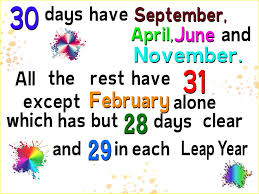 30 days have September,
April,June and
November.
All the rest have 31
except February alone
which has but 28 days clear
and 29 in each Leap Year